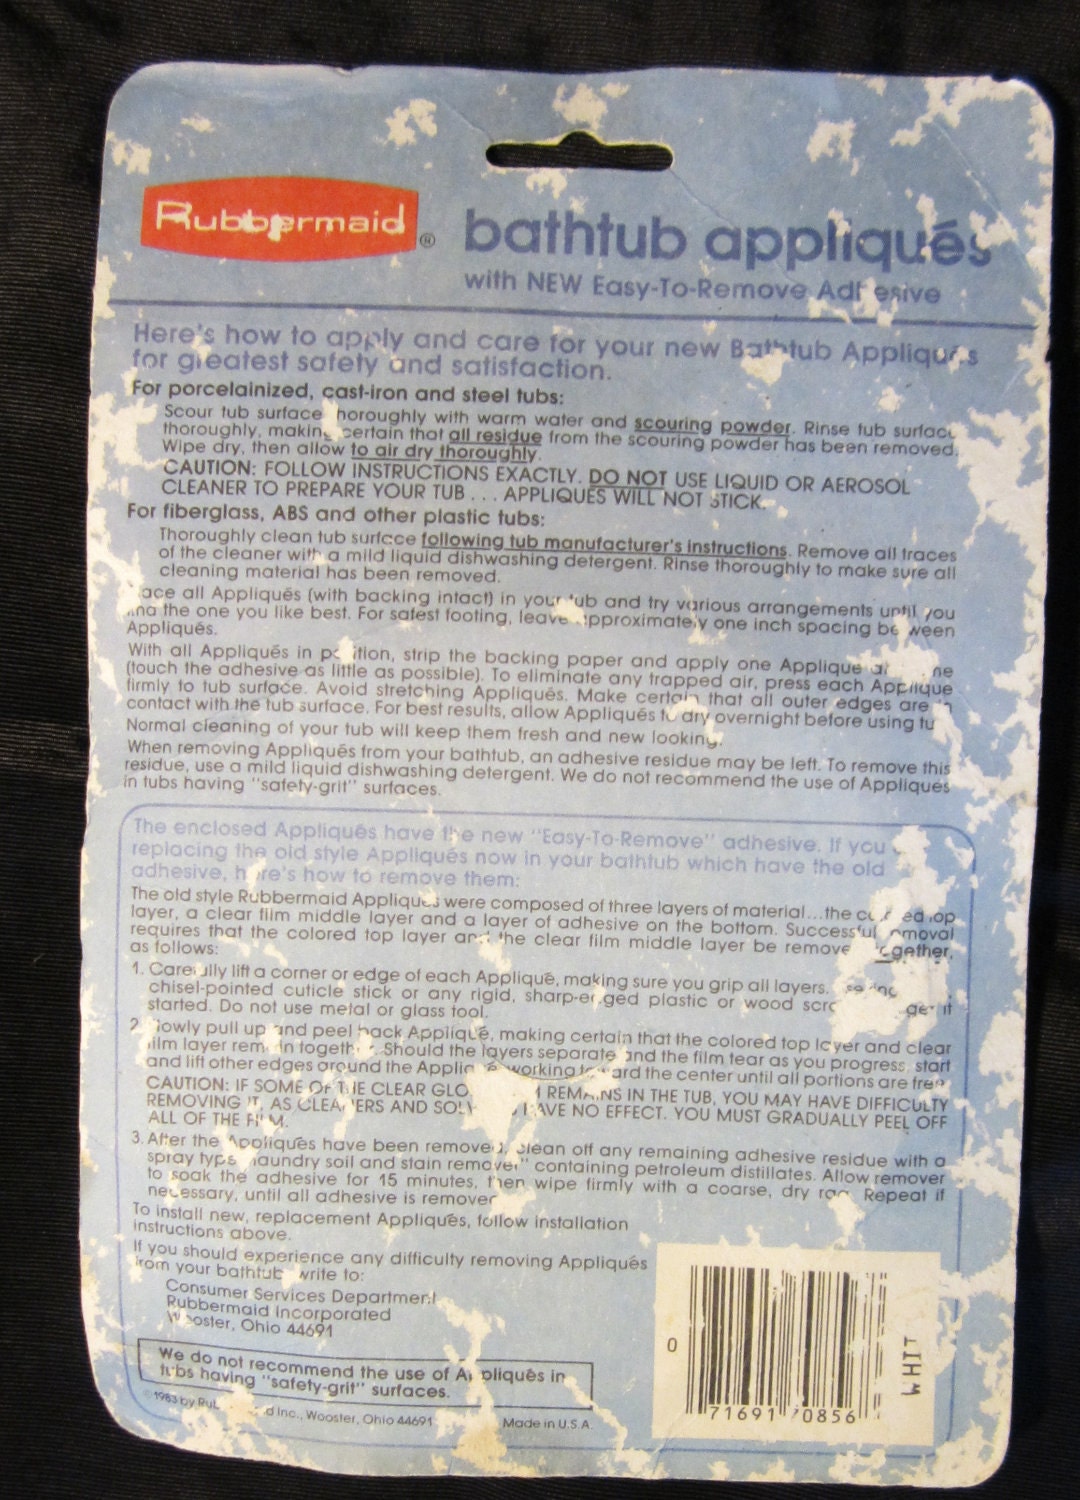 Rubbermaid ®
bathtub appliqués
with NEW Easy-To-Remove Adhesive
Here's how to apply and care for your new Bathtub Appliqués
for greatest safety and satisfaction.
For porcelainized, cast-iron and steel tubs:
Scour tub surface horoughly with warm water and scouring powder. Rinse tub surface
thoroughly, making certain that all residue from the scouring powder has been removed.
Wipe dry, then allow to air dry thoroughly.
CAUTION: FOLLOW INSTRUCTIONS EXACTLY. DO NOT USE LIQUID OR AEROSOL
CLEANER TO PREPARE YOUR TUB . . . APPLIQUÉS WILL NOT STICK.
For fiberglass, ABS and other plastic tubs:
Thoroughly clean tub surface following tub manufacturer's instructions. Remove all traces
of the cleaner with a mild liquid dishwashing detergent. Rinse thoroughly to make sure all
cleaning material has been removed.
ace all Appliqués (with backing intact) in your tub and try various arrangements until you
the one you like best. For safest footing, leave approximately one inch spacing between
Appliqués.
With all Appliqués in position, strip the backing paper and apply one Appliqué
(touch the adhesive as little as possible). To eliminate any trapped air, press each Appliqué
firmly to tub surface. Avoid stretching Appliqués. Make certain that all outer edges are in
contact with the tub surface. For best results, allow Appliqués to dry overnight before using tu
Normal cleaning of your tub will keep them fresh and new looking.
When removing Appliqués from your bathtub, an adhesive residue may be left. To remove this
residue, use a mild liquid dishwashing detergent. We do not recommend the use of Appliqués
in tubs having "safety-grit" surfaces.
The enclosed Appliqués have the new "Easy-To-Remove" adhesive. If you
replacing the old style Appliqués now in your bathtub which have the old
adhesive, here's how to remove them:
The old style Rubbermaid Appliqués were composed of three layers of material...the colored top
layer, a clear film middle layer and a layer of adhesive on the bottom. Successful removal
requires that the colored top layer and the clear film middle layer be remove together,
as follows:
1. Carefully lift a corner or edge of each Appliqué, making sure you grip all layers.
chisel-pointed cuticle stick or any rigid, sharp-edged plastic or wood get it
started. Do not use metal or glass tool.
2. lowly pull up and peel back Appliqué, making certain that the colored top layer and clear
film layer remain together. Should the layers separate and the film tear as you progress, start
and lift other edges around the Appliqué working toward the center until all portions are free.
CAUTION: IF SOME OF THE CLEAR REMAINS IN THE TUB, YOU MAY HAVE DIFFICULTY
REMOVING IT, AS CLEANERS AND HAVE NO EFFECT. YOU MUST GRADUALLY PEEL OFF
ALL OF THE FILM.
3. After the Appliqués have been removed, clean off any remaining adhesive residue with a
spray type laundry soil and stain remover" containing petroleum distillates. Allow remover
to soak the adhesive for 15 minutes, then wipe firmly with a coarse, dry rag. Repeat if
necessary, until all adhesive is remove
To install new, replacement Appliqués, follow installation
instructions above.
If you should experience any difficulty removing Appliqués
from your bathtub write to:
Consumer Services Department
Rubbermaid Incorporated
Wooster, Ohio 44691
We do not recommend the use of Appliqués in
tubs having "safety-grit" surfaces.
© 1983 by d Inc., Wooster, Ohio 44691 Made in U.S.A.
0 71691 70856
WHIT